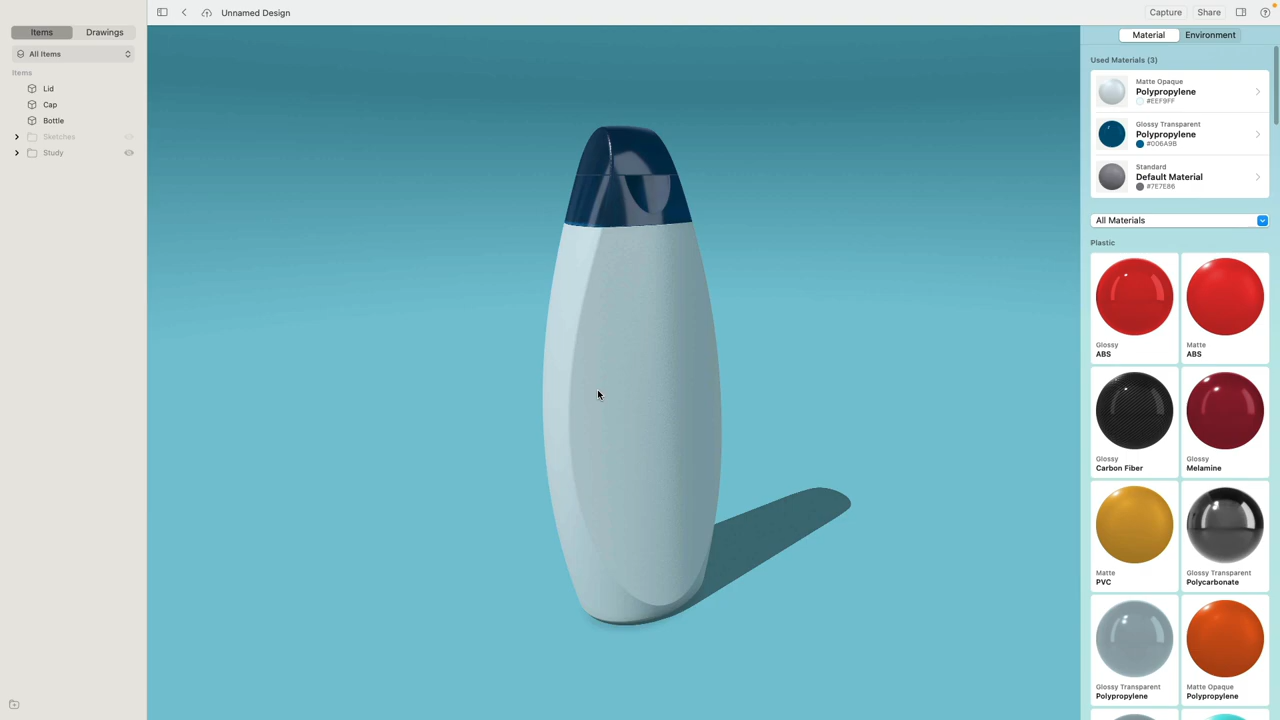 Unnamed Design
Capture
Share
Items
Drawings
All Items
Items
Lid
Cap
Bottle
Sketches
Study
Material
Environment
Used Materials (3)
Matte Opaque
Polypropylene
#EEF9FF
Glossy Transparent
Polypropylene
#006A9B
Standard
Default Material
#7E7E86
All Materials
Plastic
Glossy
ABS
Matte
ABS
Glossy
Carbon Fiber
Glossy
Melamine
Matte
PVC
Glossy Transparent
Polycarbonate
Glossy Transparent
Polypropylene
Matte Opaque
Polypropylene